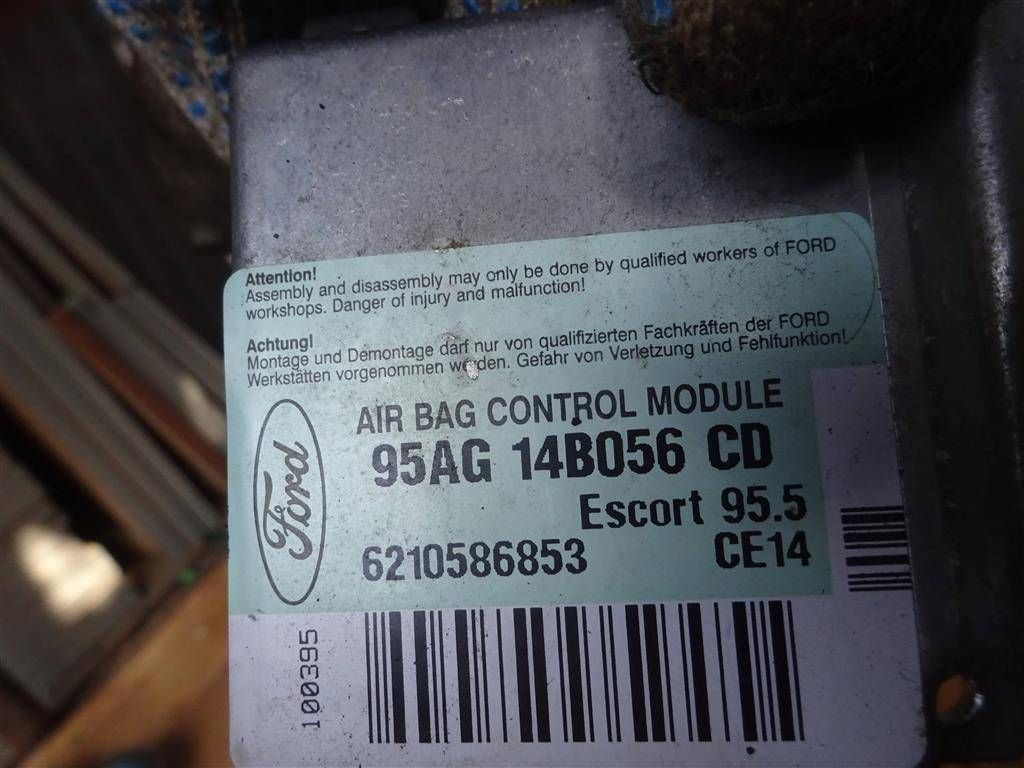 Attention!
Assembly and disassembly may only be done by qualified workers of FORD
workshops. Danger of injury and malfunction!
Achtung!
Montage und Demontage darf nur von qualifizierten Fachkräften der FORD
Werkstätten vorgenommen werden. Gefahr von Verletzung und Fehlfunktion!
AIR BAG CONTROL MODULE
95AG 14B056 CD
Escort 95.5
6210586853 CE14
Ford
100395